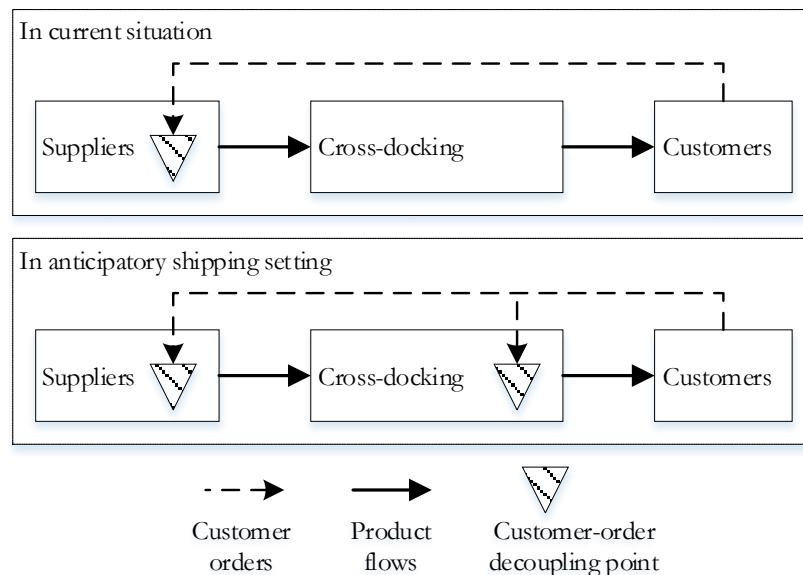 In current situation
Suppliers
Cross-docking
Customers
In anticipatory shipping setting
Suppliers
Cross-docking
Customers
Customer
orders
Product
flows
Customer-order
decoupling point